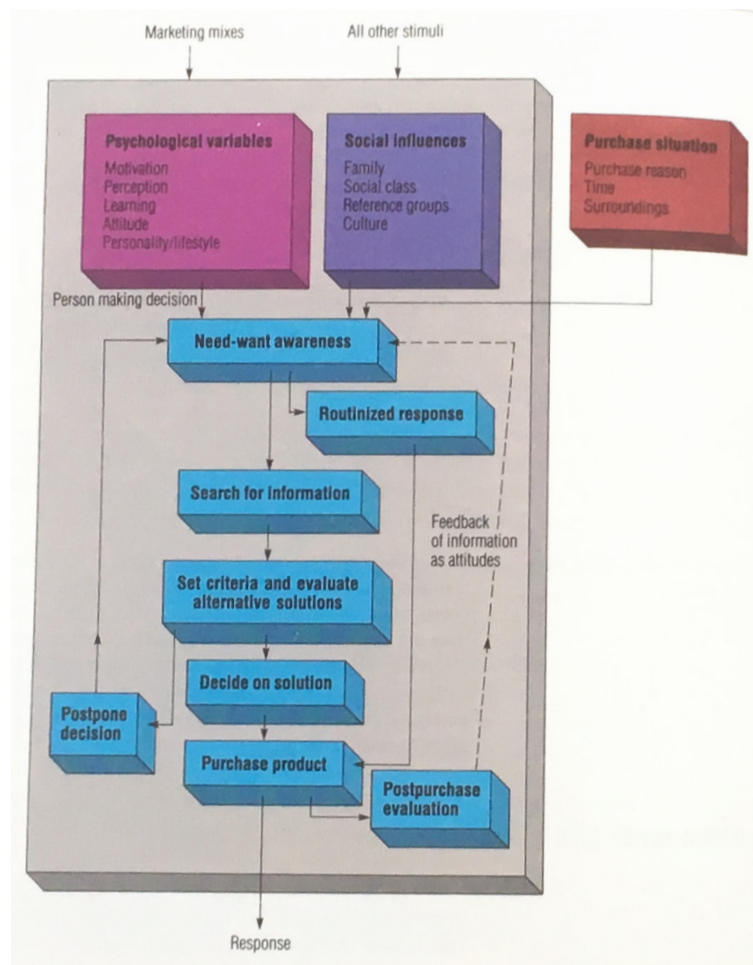 Marketing mixes
All other stimuli
Psychological variables
Motivation
Perception
Learning
Attitude
Personality/lifestyle
Social influences
Family
Social class
Reference groups
Culture
Purchase situation
Purchase reason
Time
Surroundings
Person making decision
Need-want awareness
Routinized response
Search for information
Feedback
of information
as attitudes
Set criteria and evaluate
alternative solutions
Decide on solution
Postpone
decision
Purchase product
Postpurchase
evaluation
Response